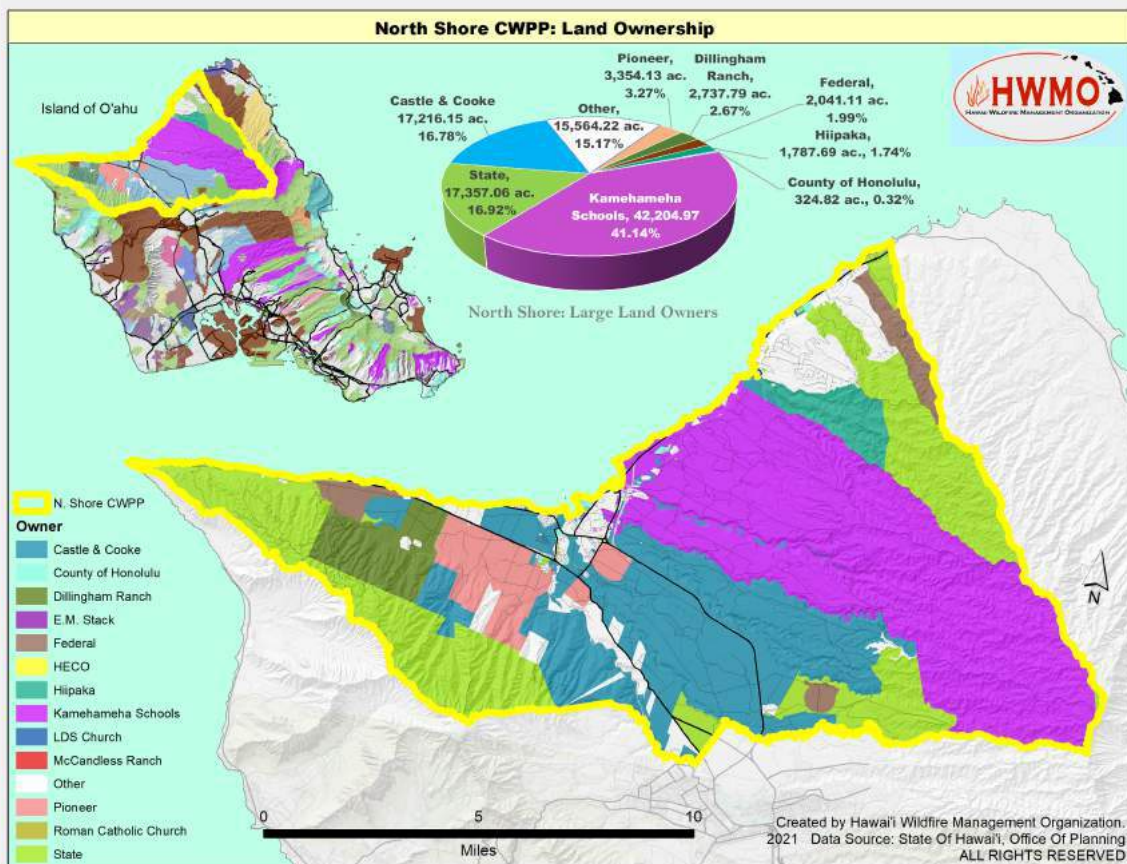 North Shore CWPP: Land Ownership
Island of O'ahu
Castle & Cooke
17,216.15 ac.
16.78%
Other,
15,564.22 ac.
15.17%
Pioneer,
3,354.13 ac.
3.27%
Dillingham
Ranch,
2,737.79 ac.
2.67%
Federal,
2,041.11 ac.
1.99%
Hiipaka,
1,787.69 ac., 1.74%
County of Honolulu,
324.82 ac., 0.32%
State,
17,357.06 ac.
16.92%
Kamehameha
Schools, 42,204.97
41.14%
North Shore: Large Land Owners
HWMO
HAWAII WILDFIRE MANAGEMENT ORGANIZATION
N. Shore CWPP
Owner
Castle & Cooke
County of Honolulu
Dillingham Ranch
E.M. Stack
Federal
HECO
Hiipaka
Kamehameha Schools
LDS Church
McCandless Ranch
Other
Pioneer
Roman Catholic Church
State
N
0 5 10
Miles
Created by Hawai'i Wildfire Management Organization.
2021 Data Source: State Of Hawai'i, Office Of Planning
ALL RIGHTS RESERVED